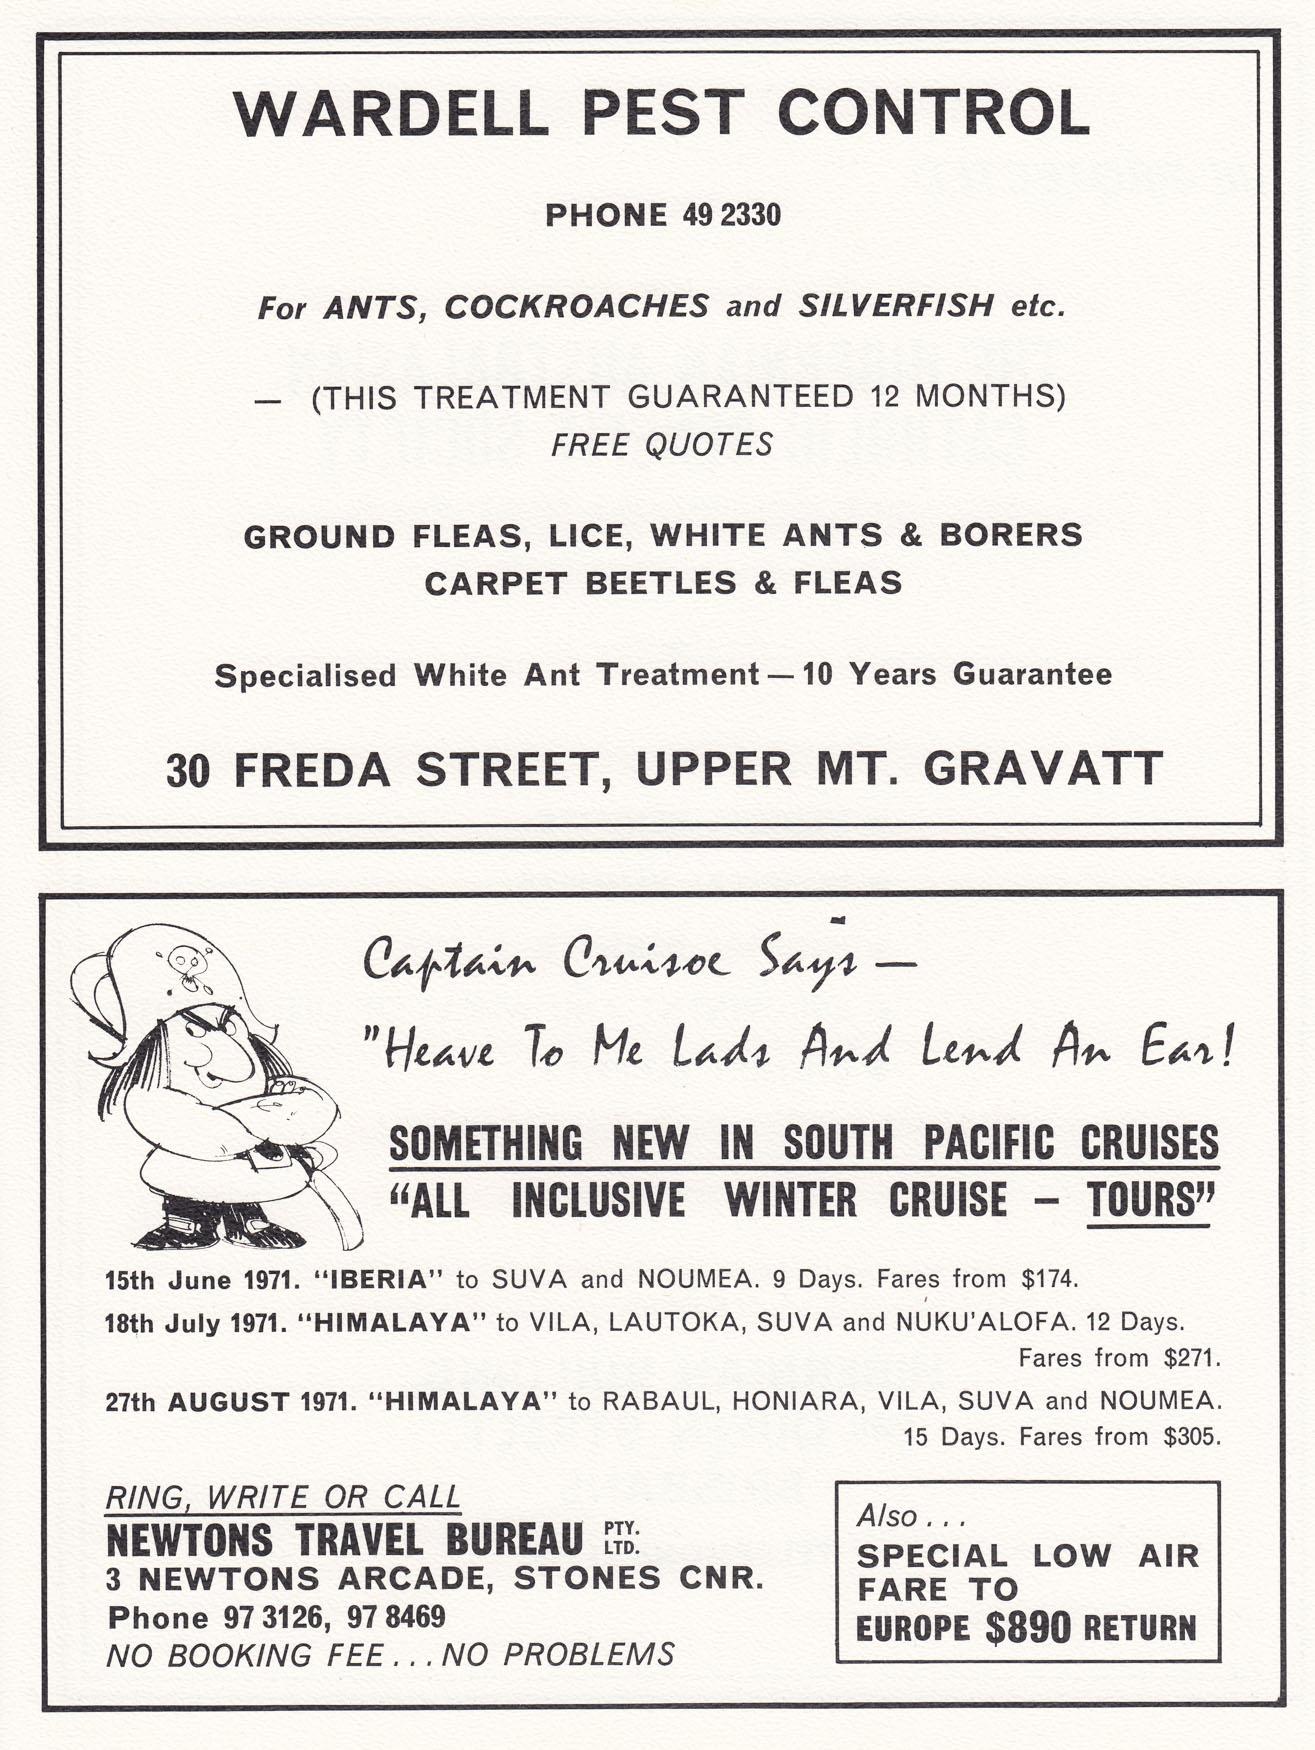 WARDELL PEST CONTROL
PHONE 49 2330
For ANTS, COCKROACHES and SILVERFISH etc.
— (THIS TREATMENT GUARANTEED 12 MONTHS)
FREE QUOTES
GROUND FLEAS, LICE, WHITE ANTS & BORERS
CARPET BEETLES & FLEAS
Specialised White Ant Treatment — 10 Years Guarantee
30 FREDA STREET, UPPER MT. GRAVATT
Captain Cruisoe Says —
"Heave To Me Lads And Lend An Ear!
SOMETHING NEW IN SOUTH PACIFIC CRUISES
“ALL INCLUSIVE WINTER CRUISE – TOURS”
15th June 1971. “IBERIA” to SUVA and NOUMEA. 9 Days. Fares from $174.
18th July 1971. “HIMALAYA” to VILA, LAUTOKA, SUVA and NUKU'ALOFA. 12 Days.
Fares from $271.
27th AUGUST 1971. “HIMALAYA” to RABAUL, HONIARA, VILA, SUVA and NOUMEA.
15 Days. Fares from $305.
RING, WRITE OR CALL
NEWTONS TRAVEL BUREAU PTY. LTD.
3 NEWTONS ARCADE, STONES CNR.
Phone 97 3126, 97 8469
NO BOOKING FEE . . . NO PROBLEMS
Also . . .
SPECIAL LOW AIR
FARE TO
EUROPE $890 RETURN